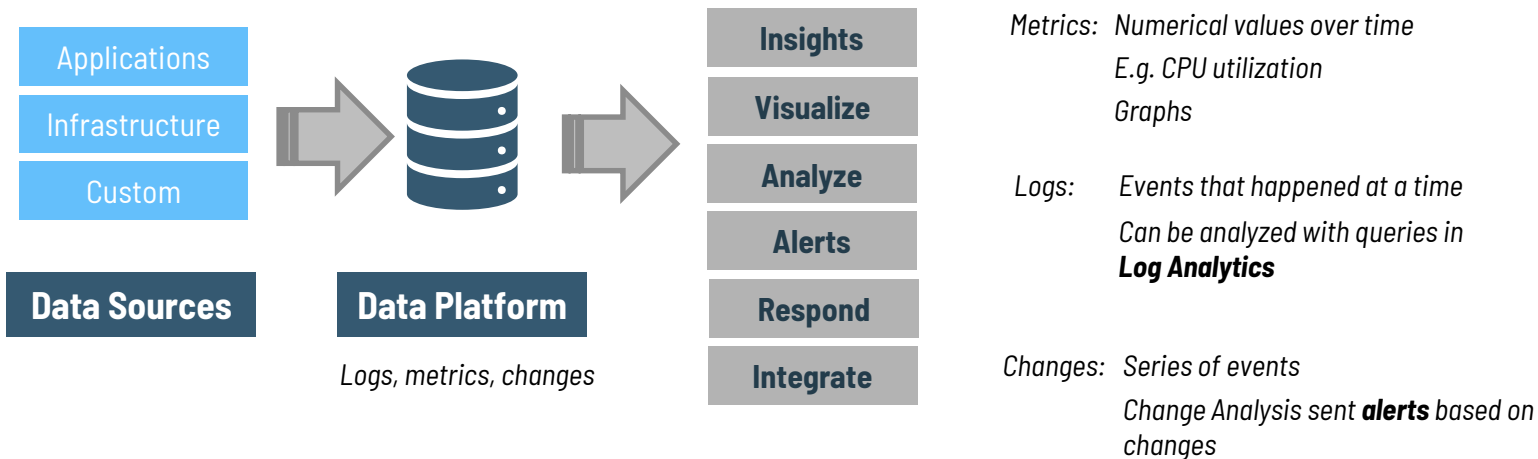 Applications
Infrastructure
Custom
Data Sources
Data Platform
Logs, metrics, changes
Insights
Visualize
Analyze
Alerts
Respond
Integrate
Metrics: Numerical values over time
E.g. CPU utilization
Graphs
Logs: Events that happened at a time
Can be analyzed with queries in
Log Analytics
Changes: Series of events
Change Analysis sent alerts based on
changes